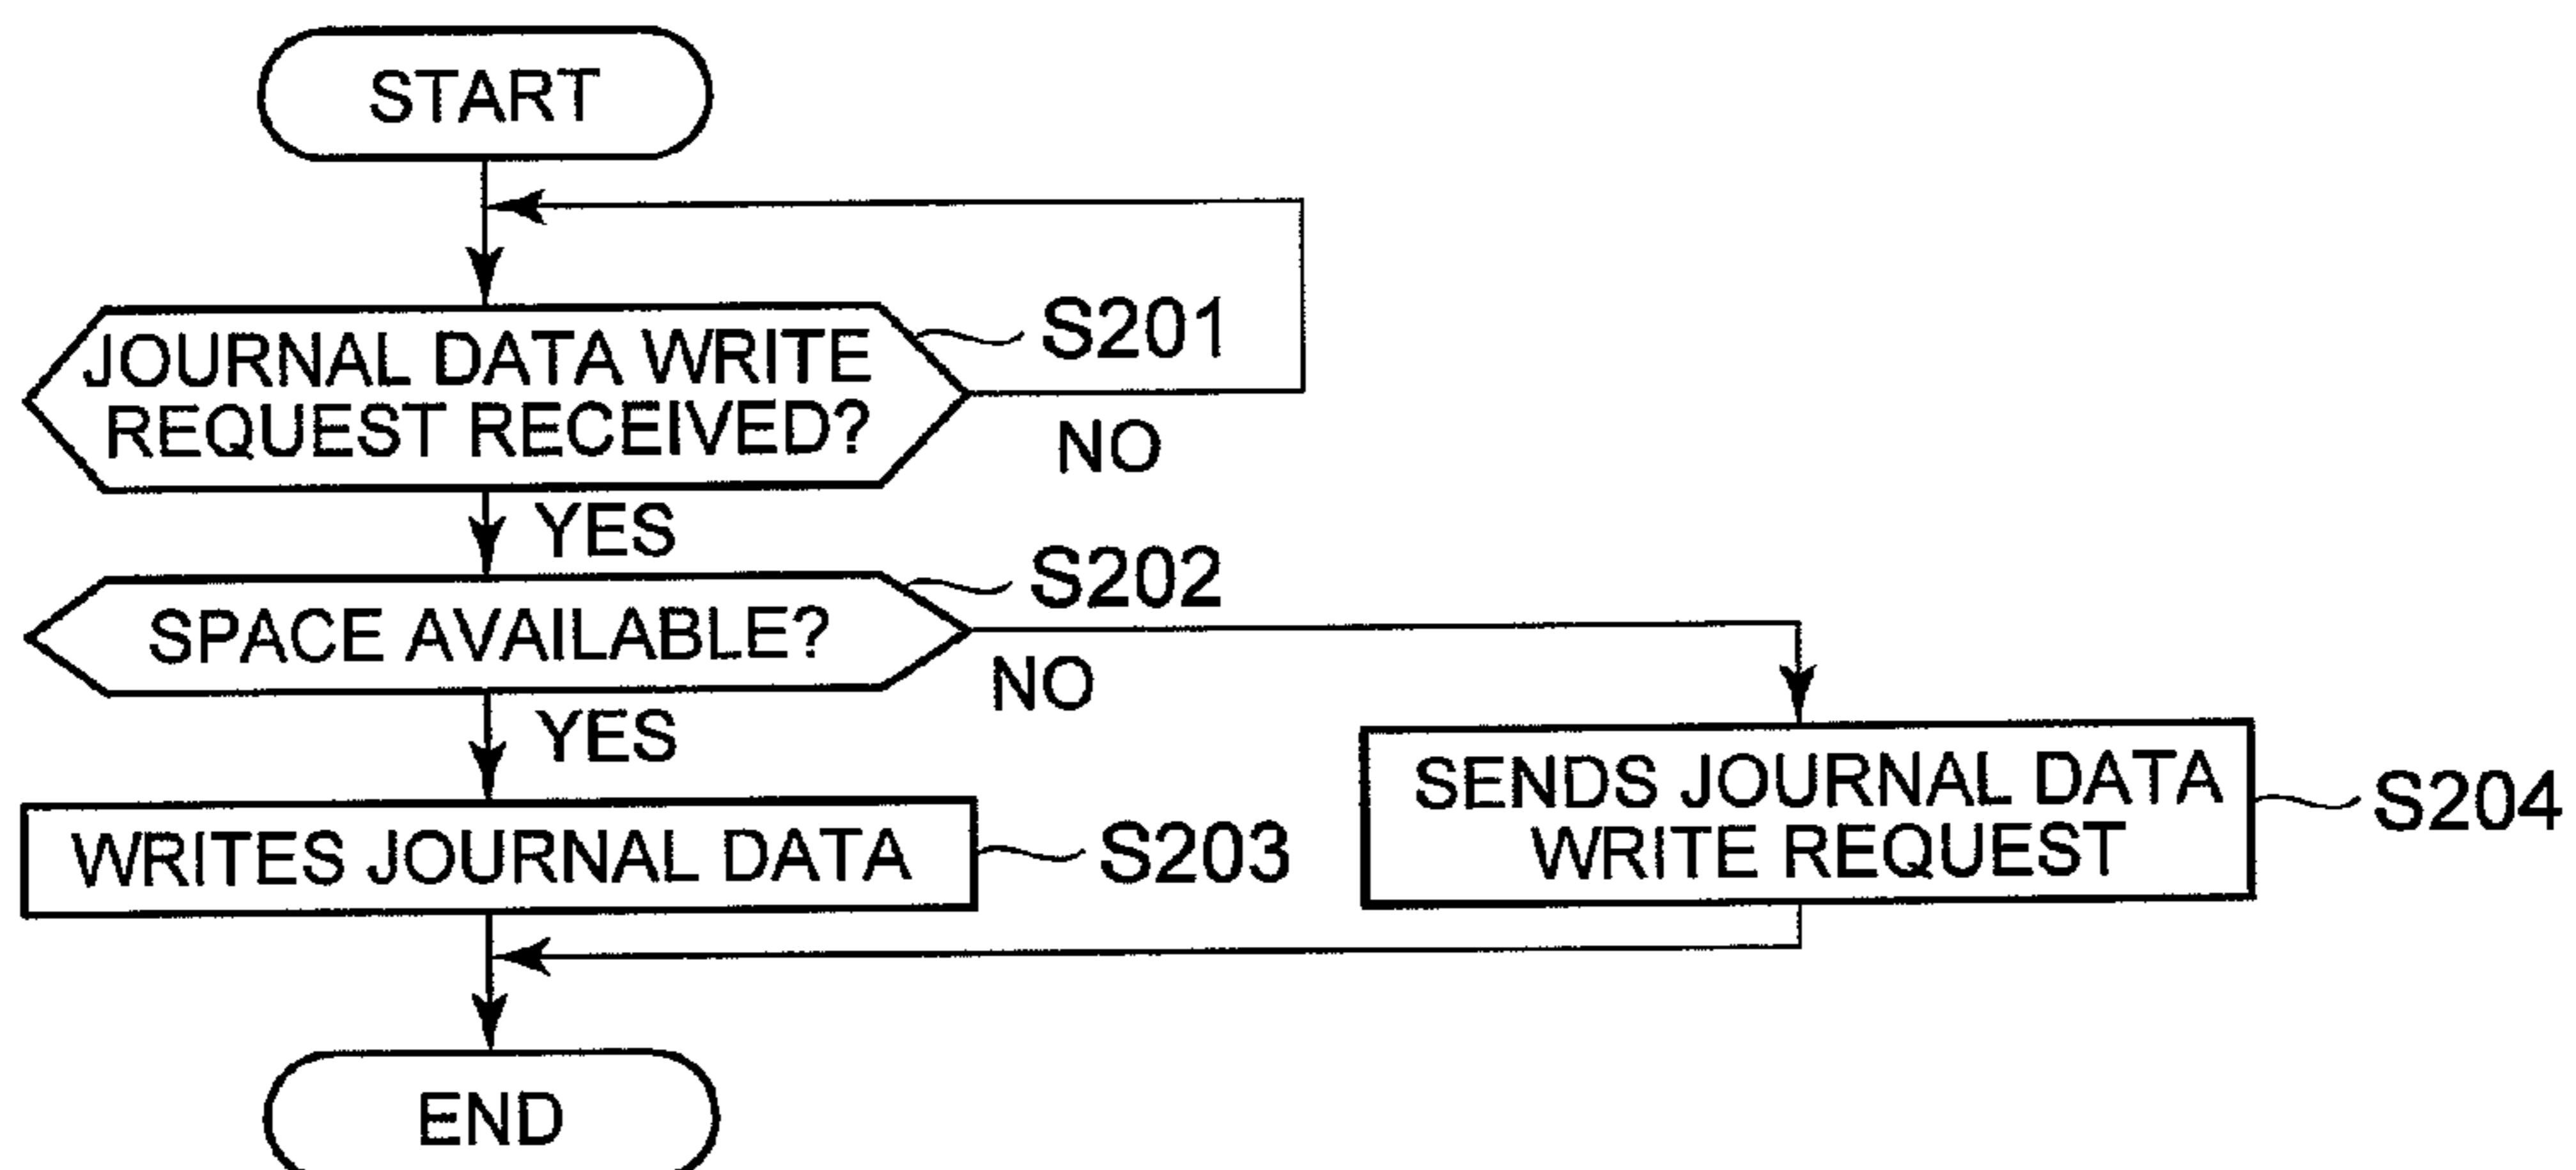 START
JOURNAL DATA WRITE
REQUEST RECEIVED?
S201
NO
YES
SPACE AVAILABLE?
S202
NO
YES
WRITES JOURNAL DATA
S203
SENDS JOURNAL DATA
WRITE REQUEST
S204
END